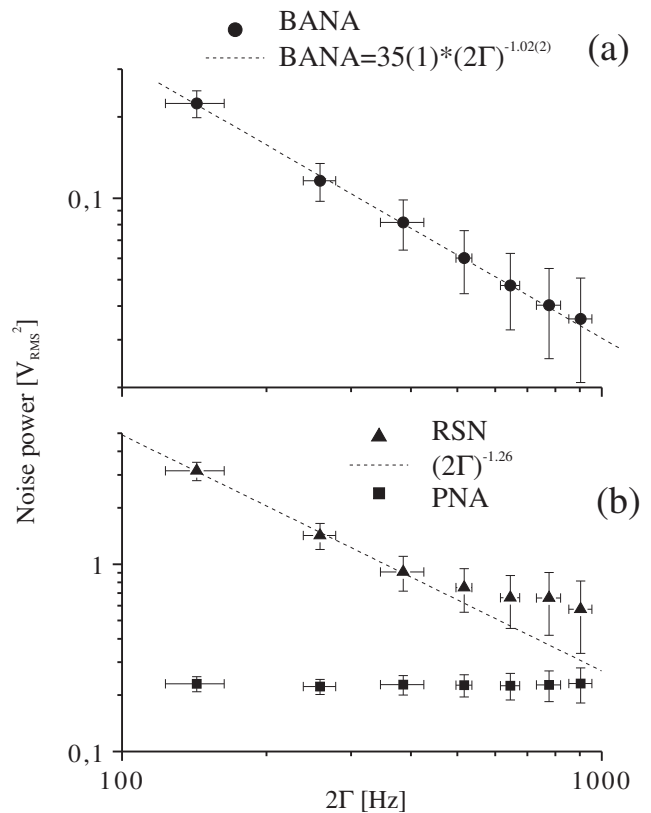 BANA
BANA=35(1)*(2Γ)^-1.02(2)
(a)
0,1
Noise power [V_RMS^2]
RSN
(2Γ)^-1.26
PNA
(b)
1
0,1
100
1000
2Γ [Hz]